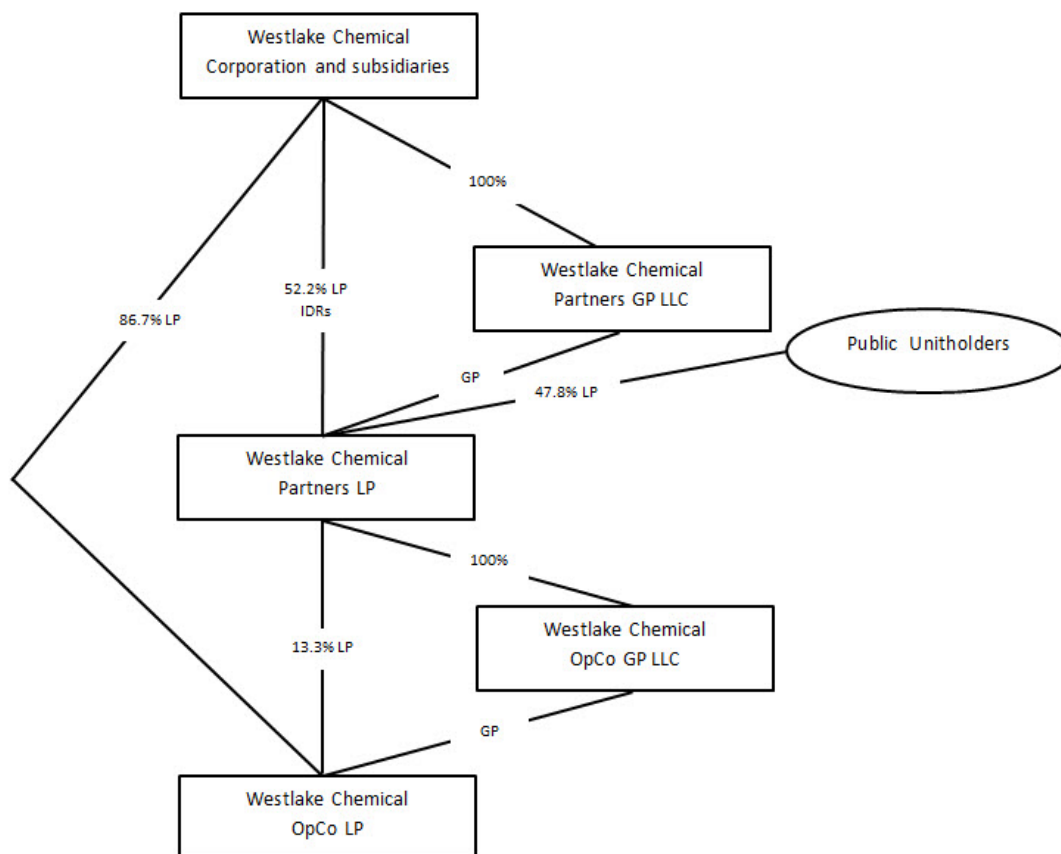 Westlake Chemical
Corporation and subsidiaries
100%
Westlake Chemical
Partners GP LLC
52.2% LP
IDRs
86.7% LP
Public Unitholders
GP
47.8% LP
Westlake Chemical
Partners LP
100%
Westlake Chemical
OpCo GP LLC
13.3% LP
GP
Westlake Chemical
OpCo LP